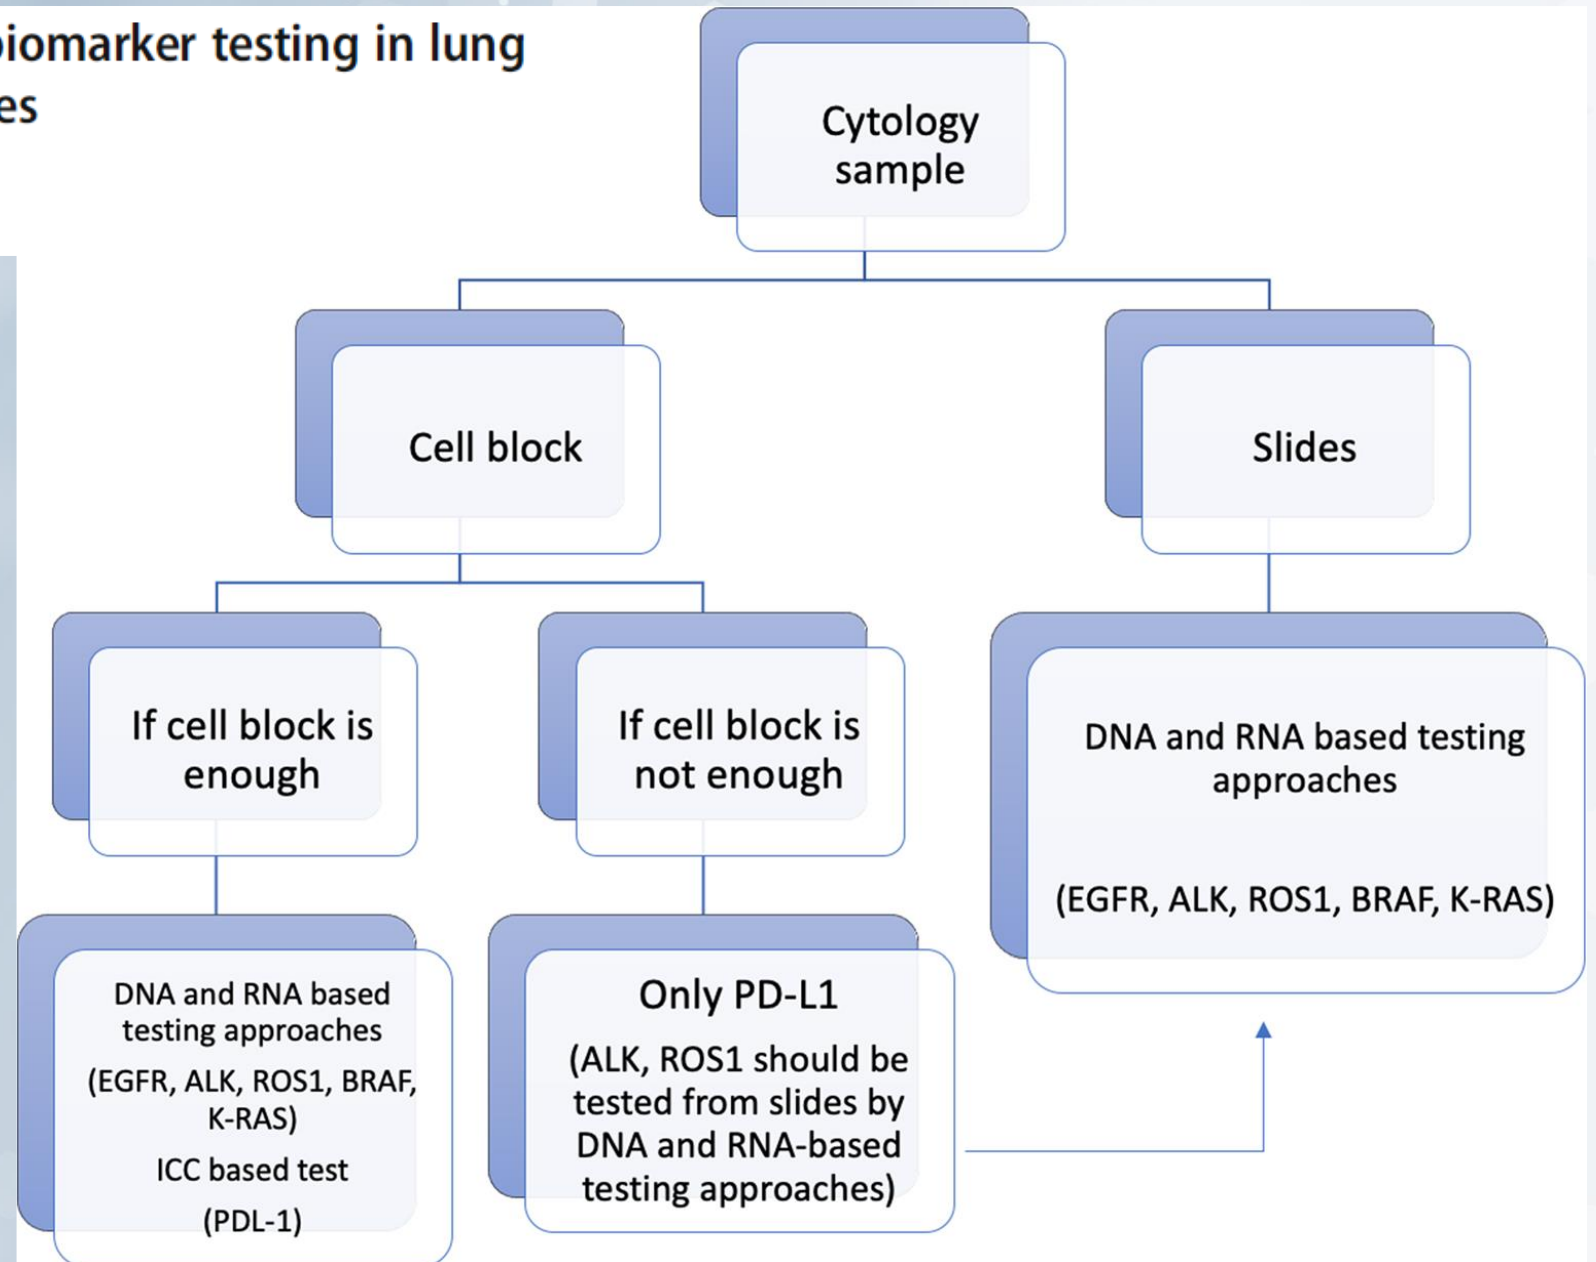 biomarker testing in lung
es
Cytology
sample
Cell block
Slides
If cell block is
enough
If cell block is
not enough
DNA and RNA based testing
approaches
(EGFR, ALK, ROS1, BRAF, K-RAS)
DNA and RNA based
testing approaches
(EGFR, ALK, ROS1, BRAF,
K-RAS)
ICC based test
(PDL-1)
Only PD-L1
(ALK, ROS1 should be
tested from slides by
DNA and RNA-based
testing approaches)